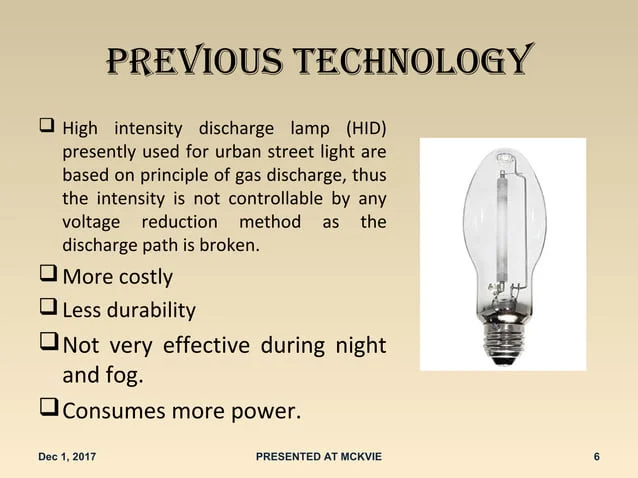 PREVIOUS TECHNOLOGY
High intensity discharge lamp (HID)
presently used for urban street light are
based on principle of gas discharge, thus
the intensity is not controllable by any
voltage reduction method as the
discharge path is broken.
More costly
Less durability
Not very effective during night
and fog.
Consumes more power.
Dec 1, 2017 PRESENTED AT MCKVIE 6